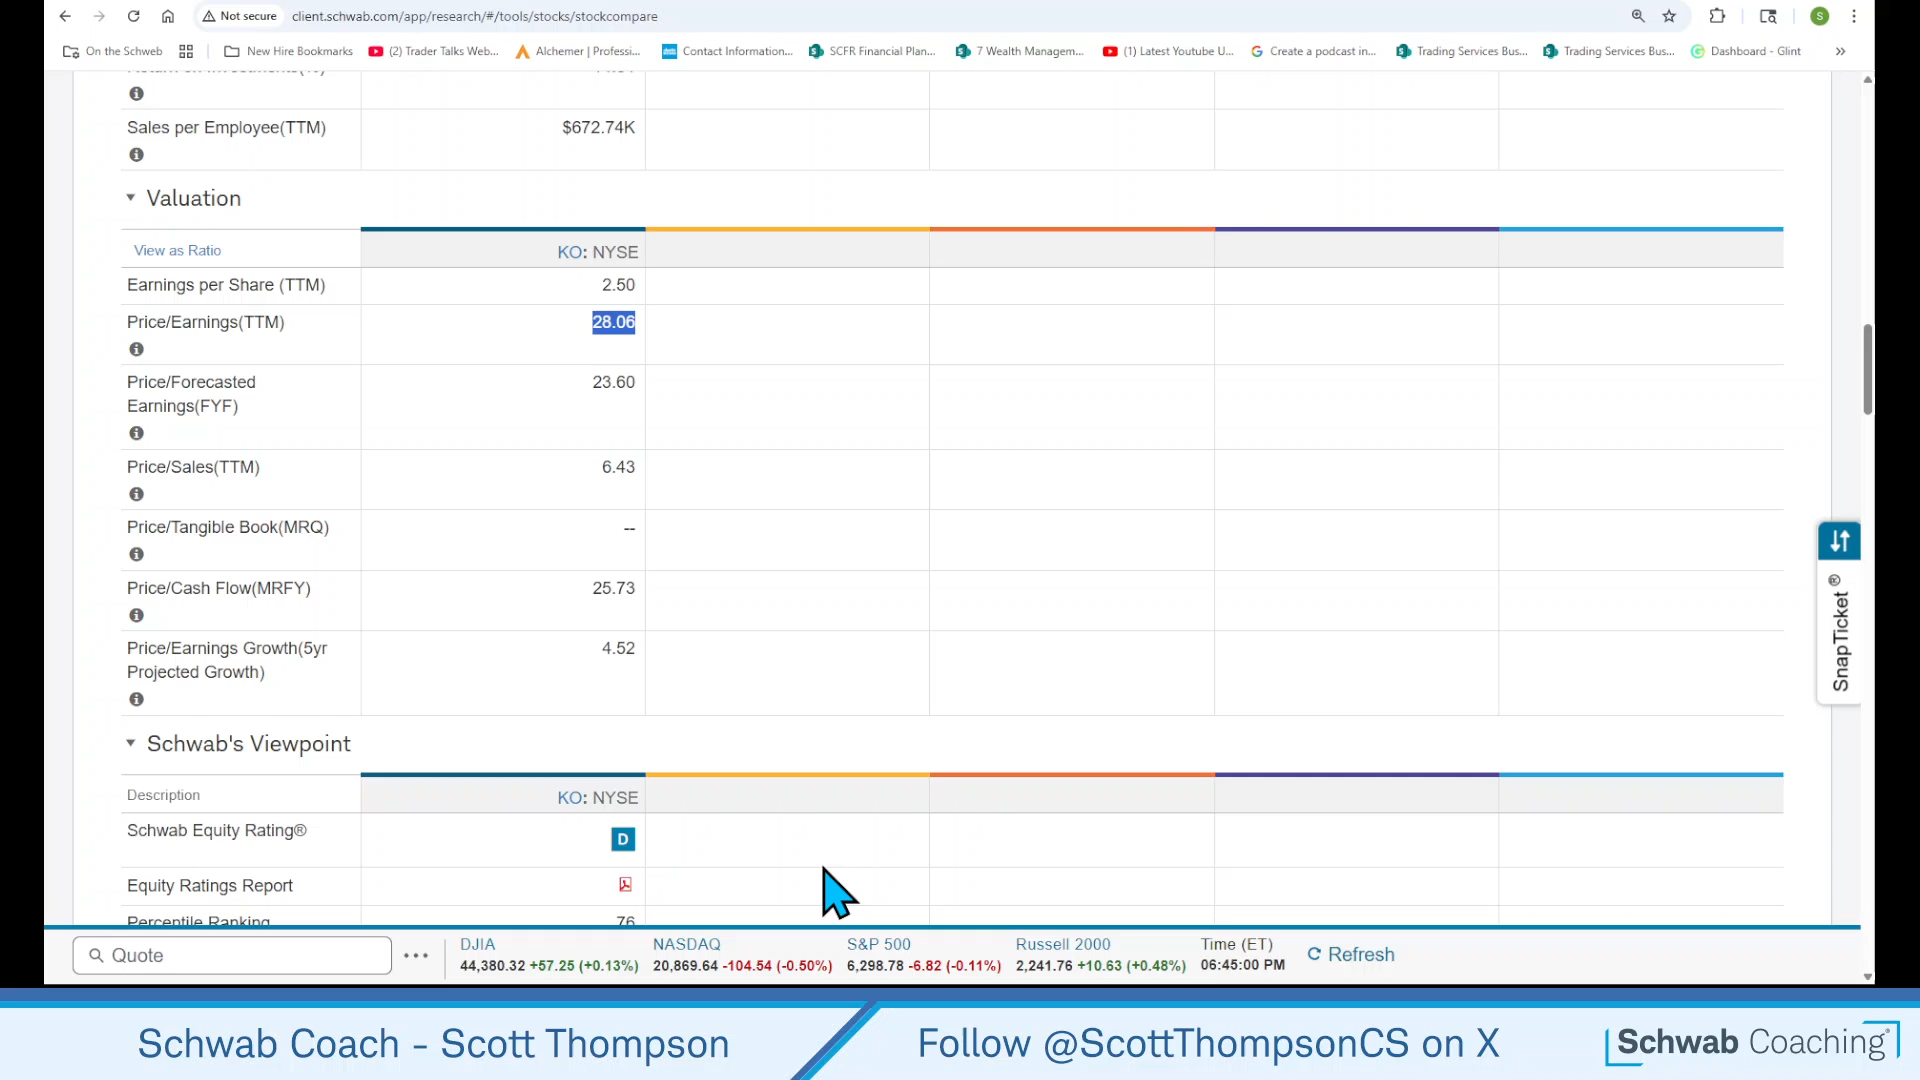 Not secure client.schwab.com/app/research/#/tools/stocks/stockcompare S
On the Schweb New Hire Bookmarks (2) Trader Talks Web... Alchemer | Professi... Contact Information... SCFR Financial Plan... 7 Wealth Managem... (1) Latest Youtube U... Create a podcast in... Trading Services Bus... Trading Services Bus... Dashboard - Glint
Sales per Employee(TTM) $672.74K
Valuation
View as Ratio KO: NYSE
Earnings per Share (TTM) 2.50
Price/Earnings(TTM) 28.06
Price/Forecasted 23.60
Earnings(FYF)
Price/Sales(TTM) 6.43
Price/Tangible Book(MRQ) --
Price/Cash Flow(MRFY) 25.73
Price/Earnings Growth(5yr 4.52
Projected Growth)
SnapTicket ®
Schwab's Viewpoint
Description KO: NYSE
Schwab Equity Rating® D
Equity Ratings Report
Percentile Ranking 76
Quote
DJIA NASDAQ S&P 500 Russell 2000 Time (ET) Refresh
44,380.32 +57.25 (+0.13%) 20,869.64 -104.54 (-0.50%) 6,298.78 -6.82 (-0.11%) 2,241.76 +10.63 (+0.48%) 06:45:00 PM
Schwab Coach - Scott Thompson Follow @ScottThompsonCS on X Schwab Coaching®